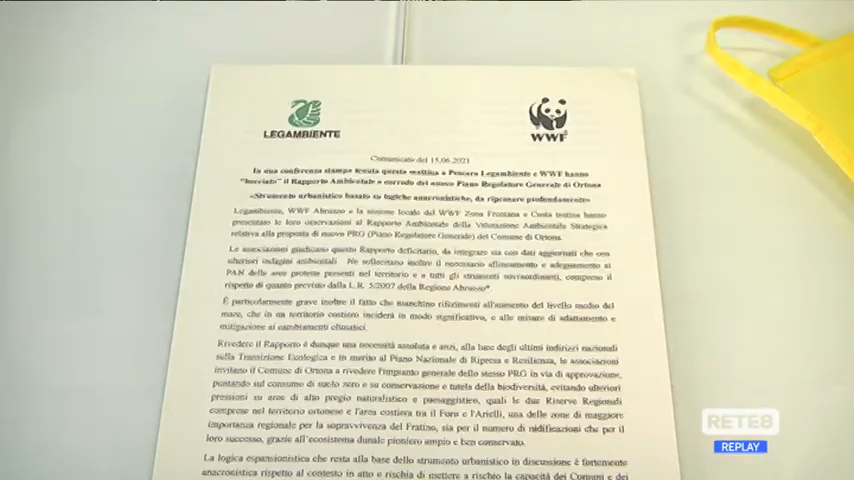 LEGAMBIENTE
WWF
Comunicato del 15.06.2021
In una conferenza stampa tenuta questa mattina a Pescara Legambiente e WWF hanno
"bocciato" il Rapporto Ambientale a corredo del nuovo Piano Regolatore Generale di Ortona
«Strumento urbanistico basato su logiche anacronistiche, da ripensare profondamente»
Legambiente, WWF Abruzzo e la sezione locale del WWF Zona Frentana e Costa teatina hanno
presentato le loro osservazioni al Rapporto Ambientale della Valutazione Ambientale Strategica
relativa alla proposta di nuovo PRG (Piano Regolatore Generale) del Comune di Ortona.
Le associazioni giudicano questo Rapporto deficitario, da integrare sia con dati aggiornati che con
ulteriori indagini ambientali. Ne sollecitano inoltre il necessario affinamento e adeguamento ai
PAN delle aree protette presenti nel territorio e a tutti gli strumenti sovraordinati, compreso il
rispetto di quanto previsto dalla L.R. 5/2007 della Regione Abruzzo*.
È particolarmente grave inoltre il fatto che manchino riferimenti all'aumento del livello medio del
mare, che in un territorio costiero inciderà in modo significativo, e alle misure di adattamento e
mitigazione ai cambiamenti climatici.
Rivedere il Rapporto è dunque una necessità assoluta e anzi, alla base degli ultimi indirizzi nazionali
sulla Transizione Ecologica e in merito al Piano Nazionale di Ripresa e Resilienza, le associazioni
invitano il Comune di Ortona a rivedere l'impianto generale dello stesso PRG in via di approvazione,
puntando sul consumo di suolo zero e su conservazione e tutela della biodiversità, evitando ulteriori
pressioni su aree di alto pregio naturalistico e paesaggistico, quali le due Riserve Regionali
comprese nel territorio ortonese e l'area costiera tra il Foro e l'Arielli, una delle zone di maggiore
importanza regionale per la sopravvivenza del Fratino, sia per il numero di nidificazioni che per il
loro successo, grazie all'ecosistema dunale pioniero ampio e ben conservato.
La logica espansionistica che resta alla base dello strumento urbanistico in discussione è fortemente
anacronistica rispetto al contesto in atto e rischia di mettere a rischio la capacità dei Comuni e dei
RETE8
REPLAY